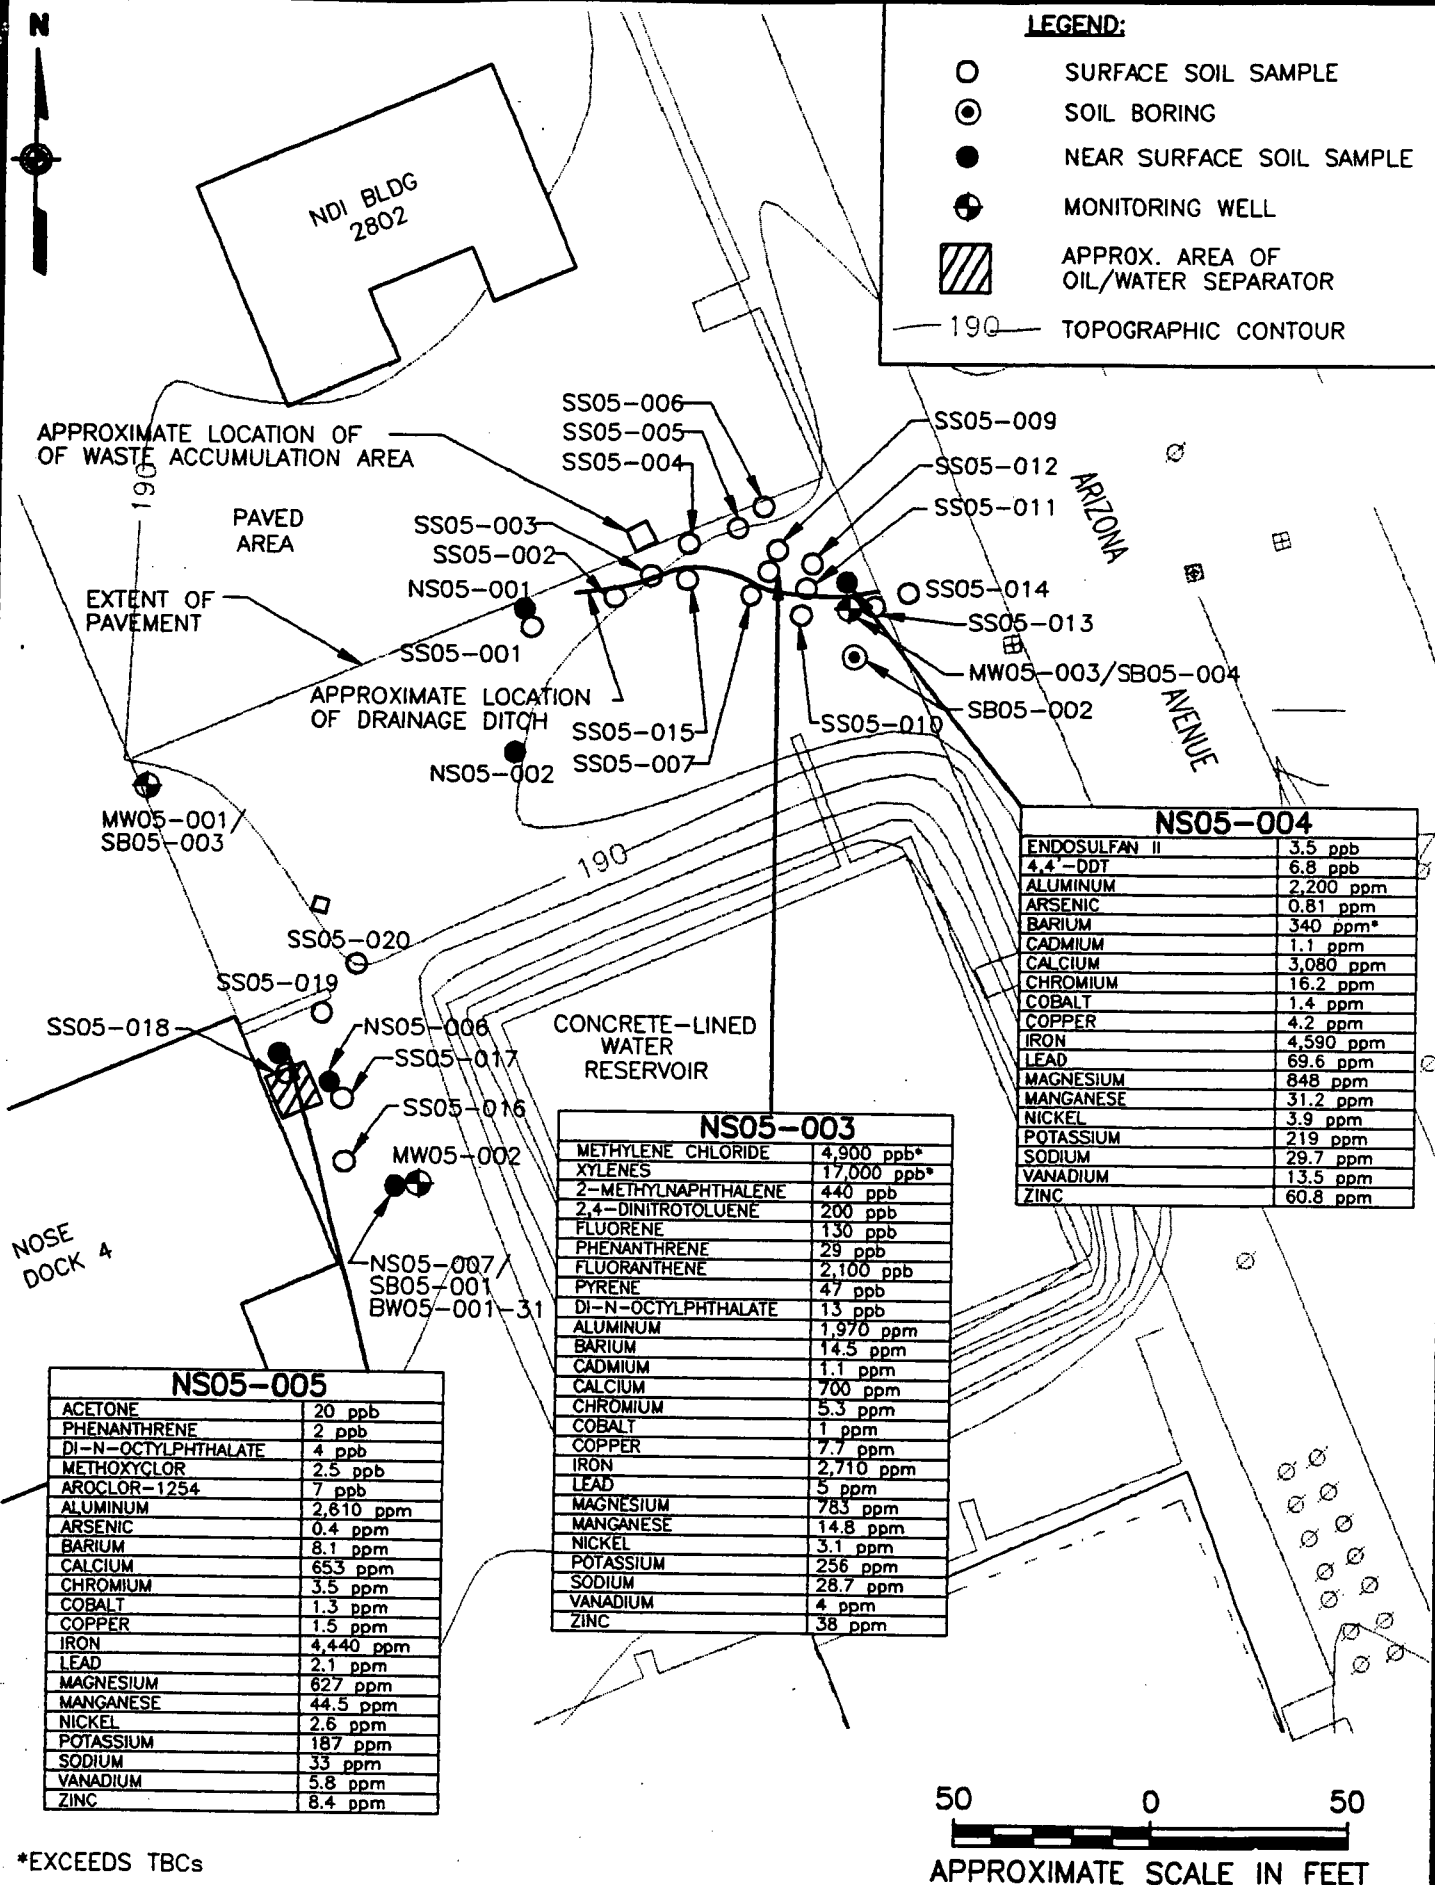 N
LEGEND:
SURFACE SOIL SAMPLE
SOIL BORING
NEAR SURFACE SOIL SAMPLE
MONITORING WELL
APPROX. AREA OF
OIL/WATER SEPARATOR
190
TOPOGRAPHIC CONTOUR
NDI BLDG
2802
APPROXIMATE LOCATION OF
OF WASTE ACCUMULATION AREA
190
PAVED
AREA
EXTENT OF
PAVEMENT
SS05-006
SS05-005
SS05-004
SS05-003
SS05-002
NS05-001
SS05-001
SS05-009
SS05-012
SS05-011
SS05-014
SS05-013
MW05-003/SB05-004
SB05-002
SS05-010
ARIZONA
AVENUE
APPROXIMATE LOCATION
OF DRAINAGE DITCH
SS05-015
SS05-007
NS05-002
MW05-001/
SB05-003
190
SS05-020
SS05-019
SS05-018
NS05-006
SS05-017
SS05-016
MW05-002
NS05-007/
SB05-001
BW05-001-31
CONCRETE-LINED
WATER
RESERVOIR
NOSE
DOCK 4
NS05-004
ENDOSULFAN II 3.5 ppb
4,4'-DDT 6.8 ppb
ALUMINUM 2,200 ppm
ARSENIC 0.81 ppm
BARIUM 340 ppm*
CADMIUM 1.1 ppm
CALCIUM 3,080 ppm
CHROMIUM 16.2 ppm
COBALT 1.4 ppm
COPPER 4.2 ppm
IRON 4,590 ppm
LEAD 69.6 ppm
MAGNESIUM 848 ppm
MANGANESE 31.2 ppm
NICKEL 3.9 ppm
POTASSIUM 219 ppm
SODIUM 29.7 ppm
VANADIUM 13.5 ppm
ZINC 60.8 ppm
NS05-003
METHYLENE CHLORIDE 4,900 ppb*
XYLENES 17,000 ppb*
2-METHYLNAPHTHALENE 440 ppb
2,4-DINITROTOLUENE 200 ppb
FLUORENE 130 ppb
PHENANTHRENE 29 ppb
FLUORANTHENE 2,100 ppb
PYRENE 47 ppb
DI-N-OCTYLPHTHALATE 13 ppb
ALUMINUM 1,970 ppm
BARIUM 14.5 ppm
CADMIUM 1.1 ppm
CALCIUM 700 ppm
CHROMIUM 5.3 ppm
COBALT 1 ppm
COPPER 7.7 ppm
IRON 2,710 ppm
LEAD 5 ppm
MAGNESIUM 783 ppm
MANGANESE 14.8 ppm
NICKEL 3.1 ppm
POTASSIUM 256 ppm
SODIUM 28.7 ppm
VANADIUM 4 ppm
ZINC 38 ppm
NS05-005
ACETONE 20 ppb
PHENANTHRENE 2 ppb
DI-N-OCTYLPHTHALATE 4 ppb
METHOXYCLOR 2.5 ppb
AROCLOR-1254 7 ppb
ALUMINUM 2,610 ppm
ARSENIC 0.4 ppm
BARIUM 8.1 ppm
CALCIUM 653 ppm
CHROMIUM 3.5 ppm
COBALT 1.3 ppm
COPPER 1.5 ppm
IRON 4,440 ppm
LEAD 2.1 ppm
MAGNESIUM 627 ppm
MANGANESE 44.5 ppm
NICKEL 2.6 ppm
POTASSIUM 187 ppm
SODIUM 33 ppm
VANADIUM 5.8 ppm
ZINC 8.4 ppm
*EXCEEDS TBCs
50 0 50
APPROXIMATE SCALE IN FEET